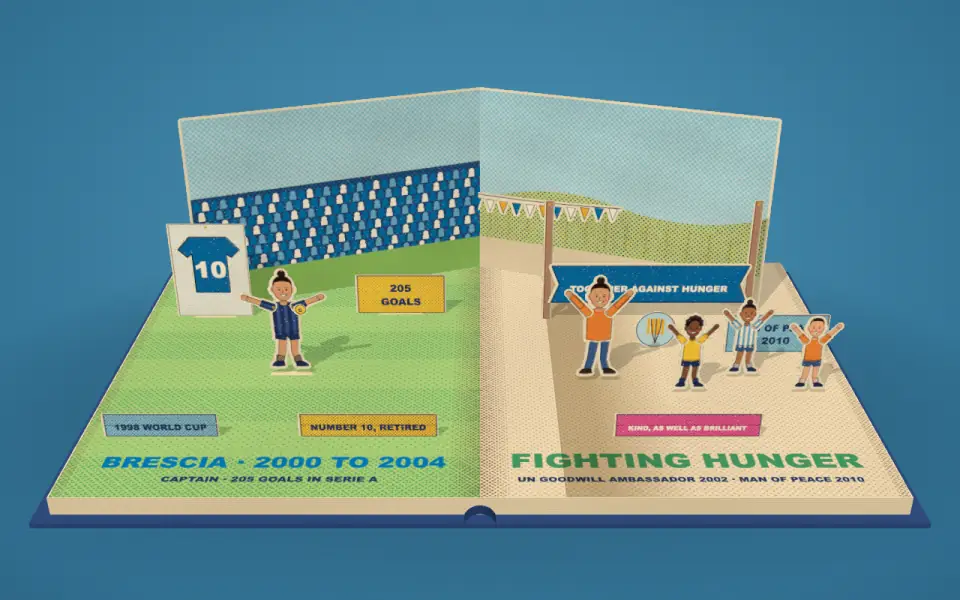 10
205
GOALS
1998 WORLD CUP
NUMBER 10, RETIRED
BRESCIA · 2000 TO 2004
CAPTAIN · 205 GOALS IN SERIE A
AGAINST HUNGER
OF
2010
KIND, AS WELL AS BRILLIANT
FIGHTING HUNGER
UN GOODWILL AMBASSADOR 2002 · MAN OF PEACE 2010